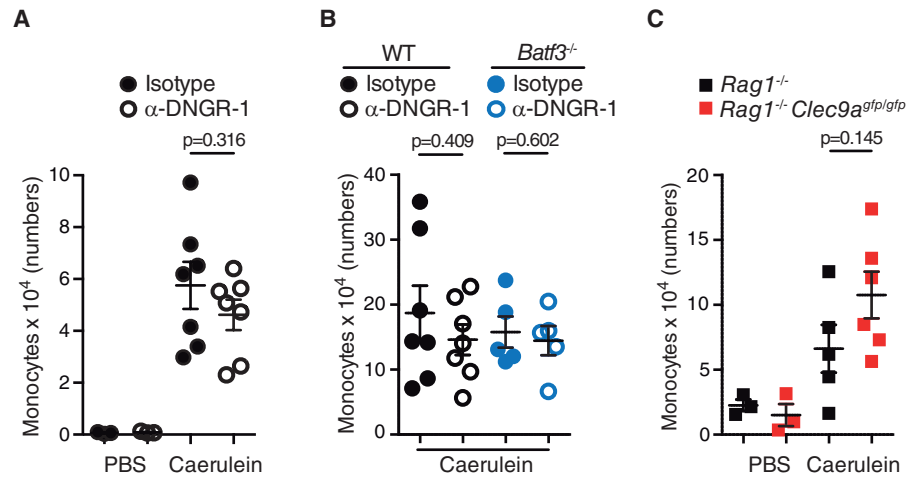 A
Isotype
α-DNGR-1
p=0.316
Monocytes x 10⁴ (numbers)
10
8
6
4
2
0
PBS Caerulein
B
WT Batf3-/-
Isotype Isotype
α-DNGR-1 α-DNGR-1
p=0.409 p=0.602
Monocytes x 10⁴ (numbers)
40
30
20
10
0
Caerulein
C
Rag1-/-
Rag1-/- Clec9agfp/gfp
p=0.145
Monocytes x 10⁴ (numbers)
20
15
10
5
0
PBS Caerulein